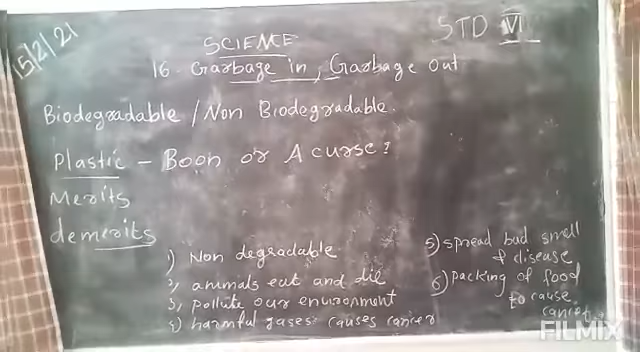 15/2/21
SCIENCE
STD VI
16. Garbage in, Garbage Out
Biodegradable / Non Biodegradable.
Plastic - Boon or A curse?
Merits
demerits
1) Non degradable
2, animals eat and die
3, pollute our environment
4) harmful gases causes cancer
5) spread bad smell
& disease
6) packing of food
to cause
cancer
FILMIX